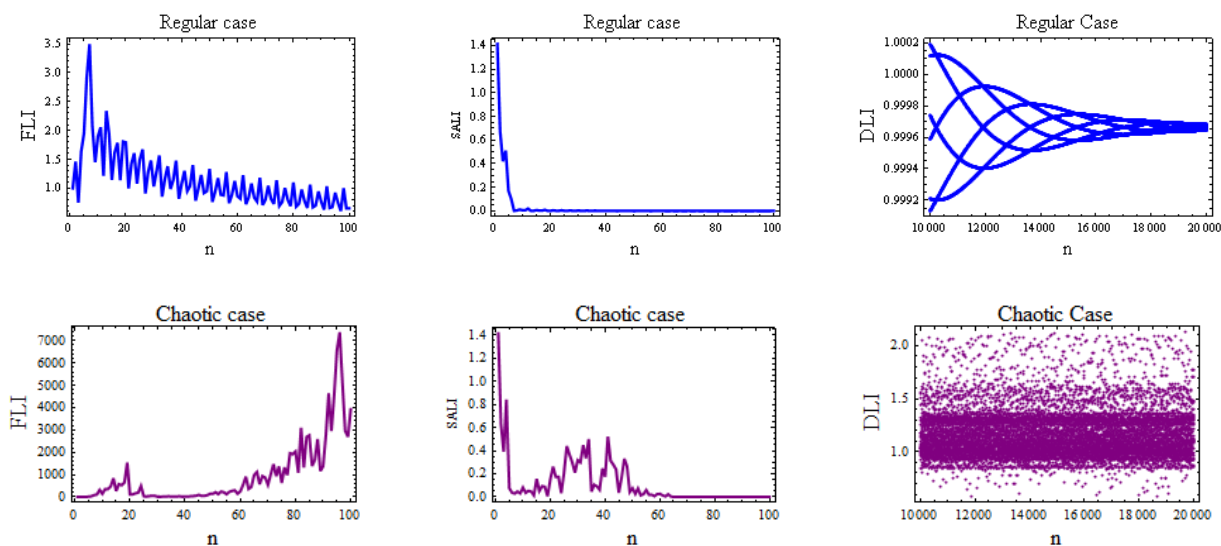 Regular case
FLI
3.5
3.0
2.5
2.0
1.5
1.0
0 20 40 60 80 100
n
Regular case
SALI
1.4
1.2
1.0
0.8
0.6
0.4
0.2
0.0
0 20 40 60 80 100
n
Regular Case
DLI
1.0002
1.0000
0.9998
0.9996
0.9994
0.9992
10 000 12 000 14 000 16 000 18 000 20 000
n
Chaotic case
FLI
7000
6000
5000
4000
3000
2000
1000
0
0 20 40 60 80 100
n
Chaotic case
SALI
1.4
1.2
1.0
0.8
0.6
0.4
0.2
0.0
0 20 40 60 80 100
n
Chaotic Case
DLI
2.0
1.5
1.0
10 000 12 000 14 000 16 000 18 000 20 000
n